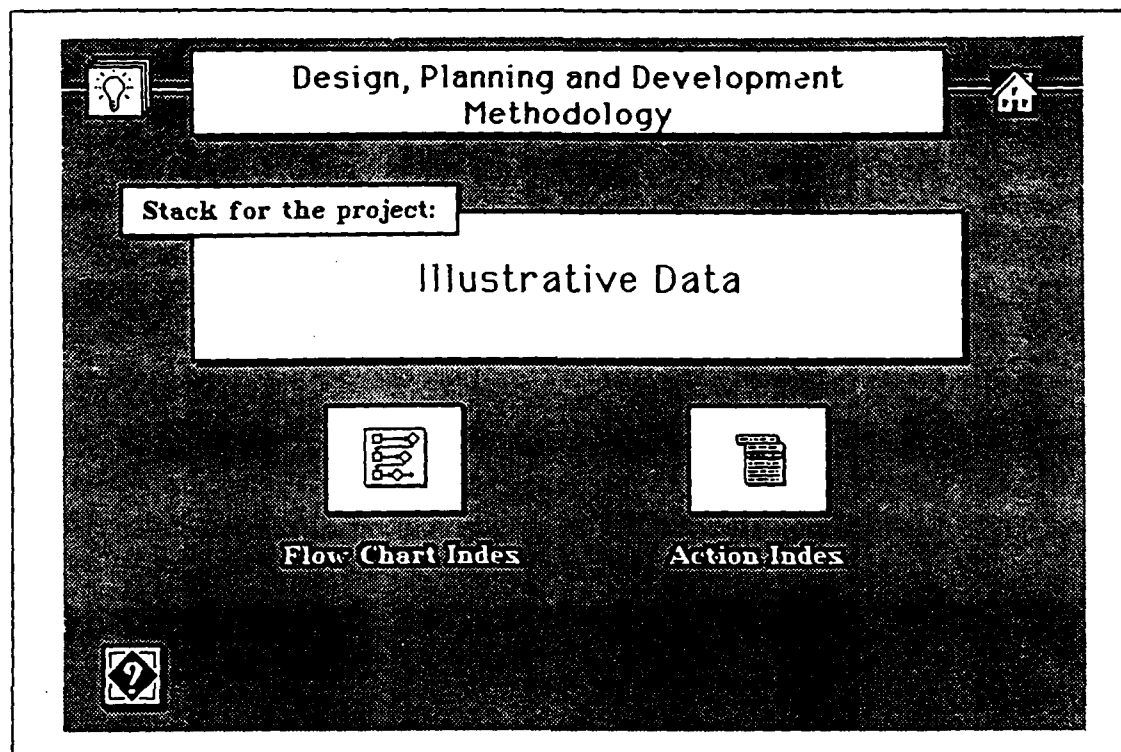 Design, Planning and Development
Methodology
Stack for the project:
Illustrative Data
Flow Chart Index
Action Index
?